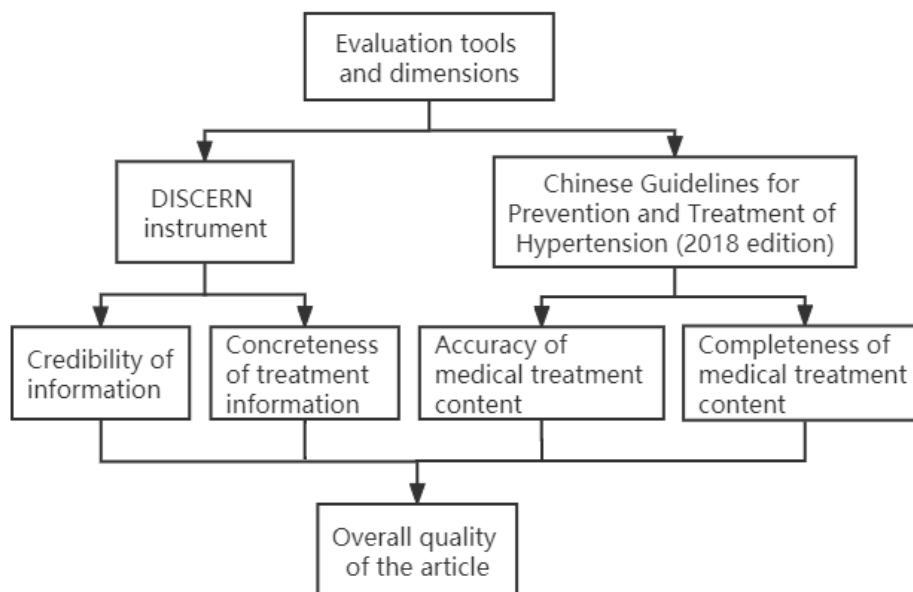 Evaluation tools
and dimensions
DISCERN
instrument
Chinese Guidelines for
Prevention and Treatment of
Hypertension (2018 edition)
Credibility of
information
Concreteness
of treatment
information
Accuracy of
medical treatment
content
Completeness of
medical treatment
content
Overall quality
of the article